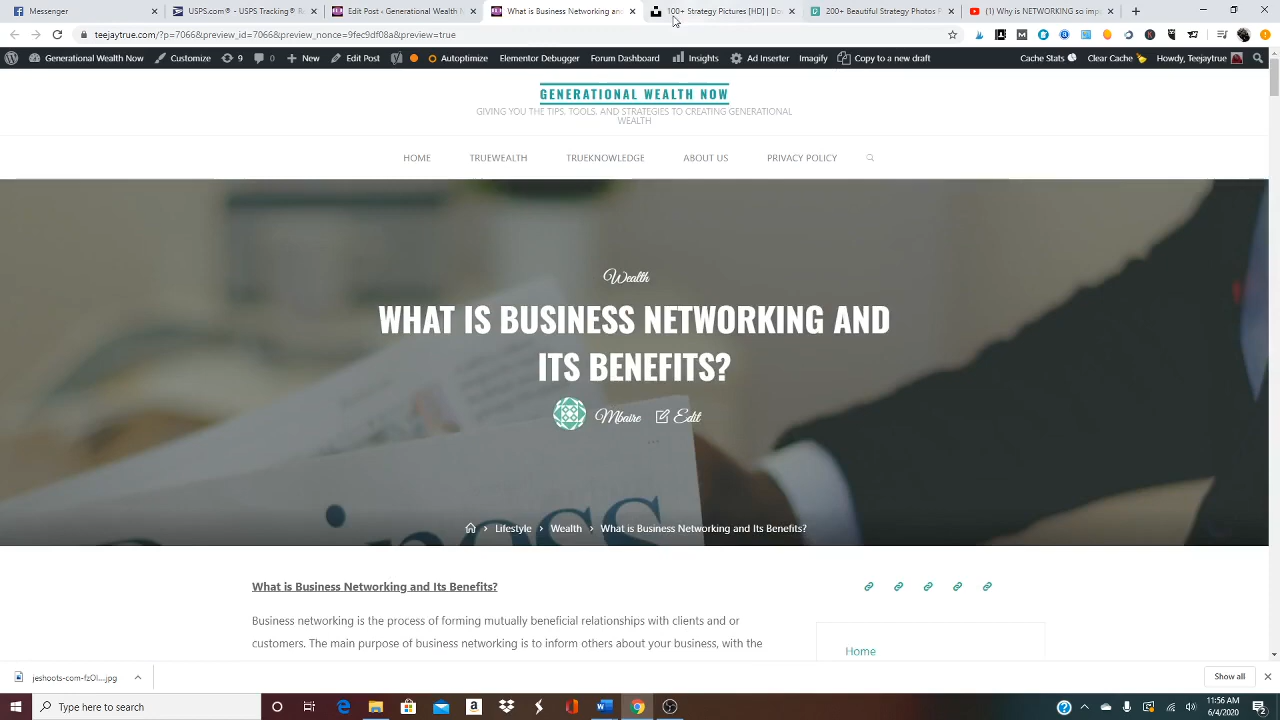 Messenger
USPS.com® - USPS Tracking® Res
USPS.com® - USPS Tracking® Res
Edit Post ‹ Generational Wealth N
What is Business Networking and
100+ Strategy Pictures [HD] | Do
200+ Beautiful Strategy Photos P
(1) Why is NETWORKING so impo
teejaytrue.com/?p=7066&preview_id=7066&preview_nonce=9fec9df08a&preview=true
Generational Wealth Now Customize 9 0 New Autoptimize Elementor Debugger Forum Dashboard Insights Ad Inserter Imagify Copy to a new draft Cache Stats Clear Cache Howdy, Teejaytrue
GENERATIONAL WEALTH NOW
GIVING YOU THE TIPS, TOOLS, AND STRATEGIES TO CREATING GENERATIONAL
WEALTH
HOME TRUEWEALTH TRUEKNOWLEDGE ABOUT US PRIVACY POLICY
Wealth
WHAT IS BUSINESS NETWORKING AND
ITS BENEFITS?
Mbaire Edit
Lifestyle > Wealth > What is Business Networking and Its Benefits?
What is Business Networking and Its Benefits?
Business networking is the process of forming mutually beneficial relationships with clients and or
customers. The main purpose of business networking is to inform others about your business, with the
Home
jeshoots-com-fzOl....jpg
Show all
Type here to search
11:56 AM
6/4/2020